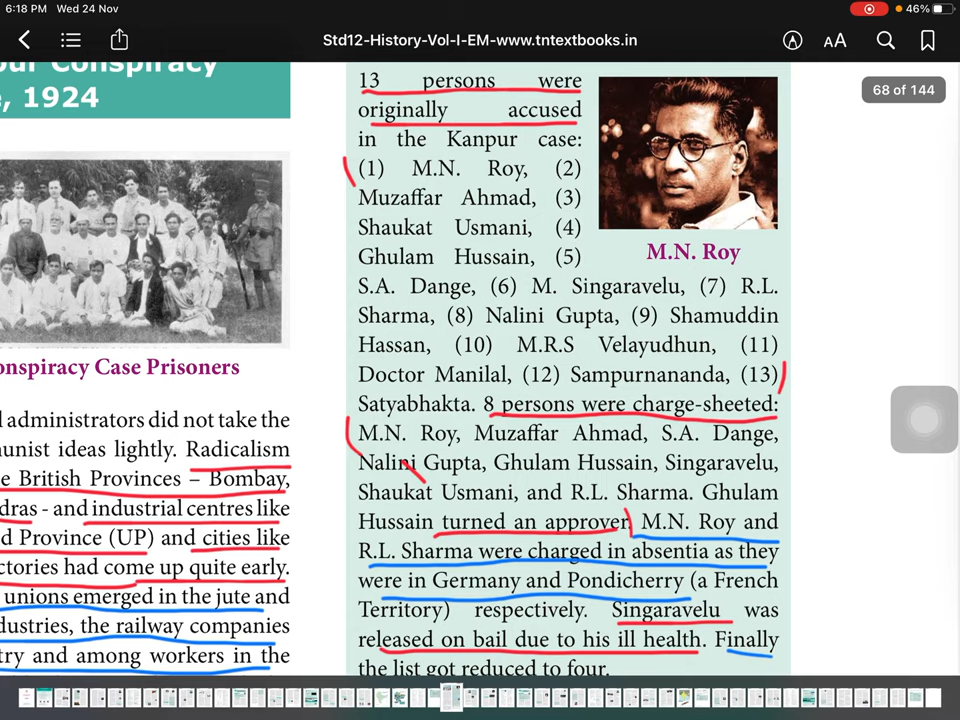 6:18 PM Wed 24 Nov
46%
Std12-History-Vol-I-EM-www.tntextbooks.in
AA
68 of 144
Conspiracy
, 1924
onspiracy Case Prisoners
administrators did not take the
unist ideas lightly. Radicalism
e British Provinces – Bombay,
dras - and industrial centres like
d Province (UP) and cities like
ctories had come up quite early.
unions emerged in the jute and
dustries, the railway companies
try and among workers in the
13 persons were
originally accused
in the Kanpur case:
(1) M.N. Roy, (2)
Muzaffar Ahmad, (3)
Shaukat Usmani, (4)
Ghulam Hussain, (5)
M.N. Roy
S.A. Dange, (6) M. Singaravelu, (7) R.L.
Sharma, (8) Nalini Gupta, (9) Shamuddin
Hassan, (10) M.R.S Velayudhun, (11)
Doctor Manilal, (12) Sampurnananda, (13)
Satyabhakta. 8 persons were charge-sheeted:
M.N. Roy, Muzaffar Ahmad, S.A. Dange,
Nalini Gupta, Ghulam Hussain, Singaravelu,
Shaukat Usmani, and R.L. Sharma. Ghulam
Hussain turned an approver. M.N. Roy and
R.L. Sharma were charged in absentia as they
were in Germany and Pondicherry (a French
Territory) respectively. Singaravelu was
released on bail due to his ill health. Finally
the list got reduced to four.